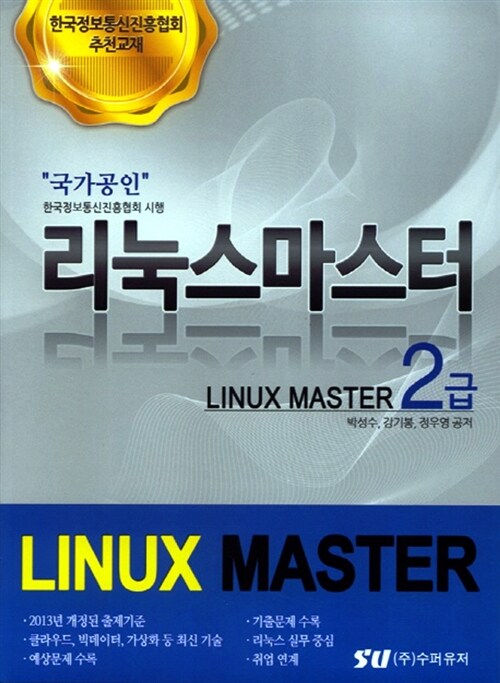 한국정보통신진흥협회
추천교재
"국가공인"
한국정보통신진흥협회 시행
리눅스마스터
LINUX MASTER 2급
박성수, 강기봉, 정우영 공저
LINUX MASTER
· 2013년 개정된 출제기준
· 클라우드, 빅데이터, 가상화 등 최신 기술
· 예상문제 수록
· 기출문제 수록
· 리눅스 실무 중심
· 취업 연계
SU (주)수퍼유저